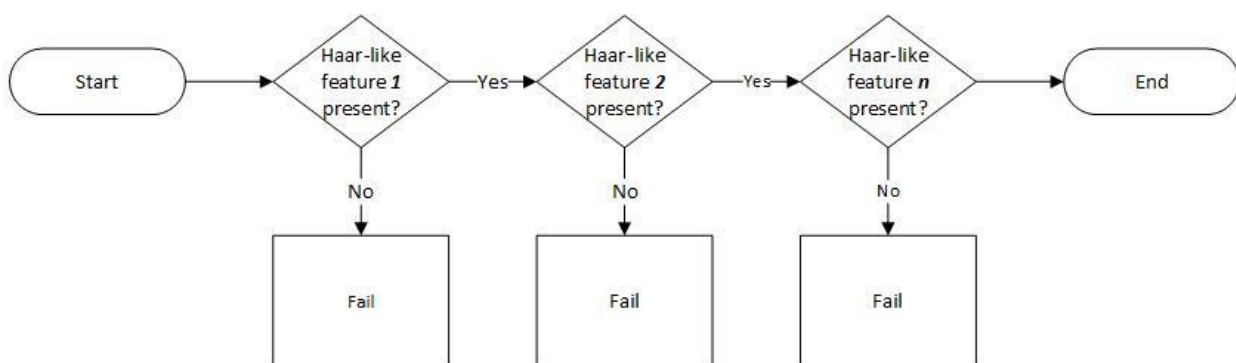 Start
Haar-like
feature 1
present?
Yes
Haar-like
feature 2
present?
Yes
Haar-like
feature n
present?
End
No
No
No
Fail
Fail
Fail